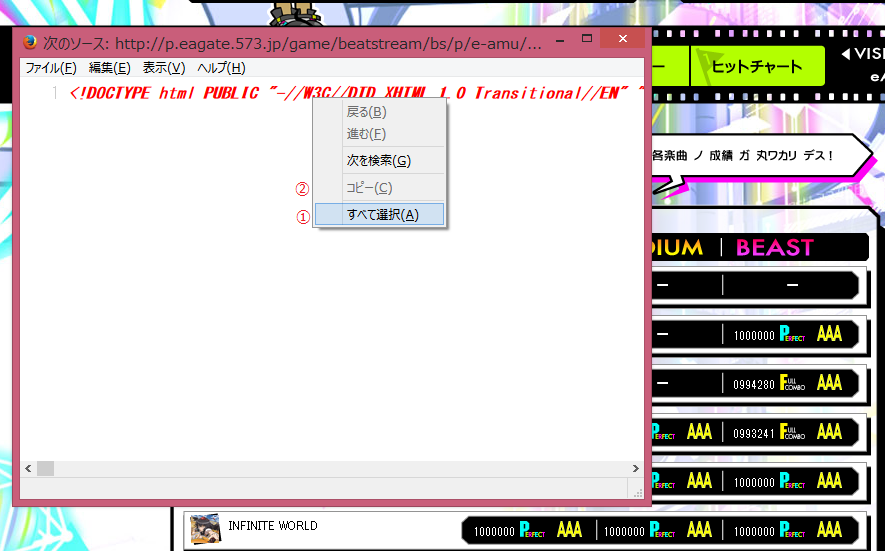 次のソース: http://p.eagate.573.jp/game/beatstream/bs/p/e-amu/...
ファイル(F) 編集(E) 表示(V) ヘルプ(H)
1 <!DOCTYPE html PUBLIC "-//W3C//DTD XHTML 1.0 Transitional//EN" "
戻る(B)
進む(F)
次を検索(G)
② コピー(C)
① すべて選択(A)
ー
ヒットチャート
◀VISI
eA
各楽曲 ノ 成績 ガ 丸ワカリ デス!
DIUM | BEAST
– | –
– | 1000000 PERFECT AAA
– | 0994280 FULL COMBO AAA
PERFECT AAA | 0993241 FULL COMBO AAA
PERFECT AAA | 1000000 PERFECT AAA
INFINITE WORLD 1000000 PERFECT AAA | 1000000 PERFECT AAA | 1000000 PERFECT AAA